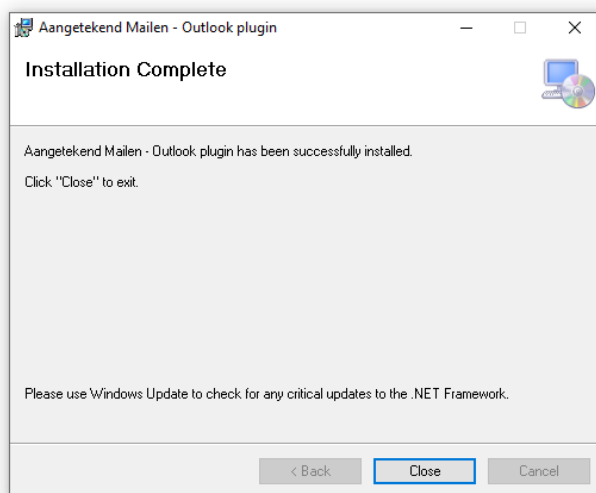 Aangetekend Mailen - Outlook plugin
Installation Complete
Aangetekend Mailen - Outlook plugin has been successfully installed.
Click "Close" to exit.
Please use Windows Update to check for any critical updates to the .NET Framework.
< Back
Close
Cancel